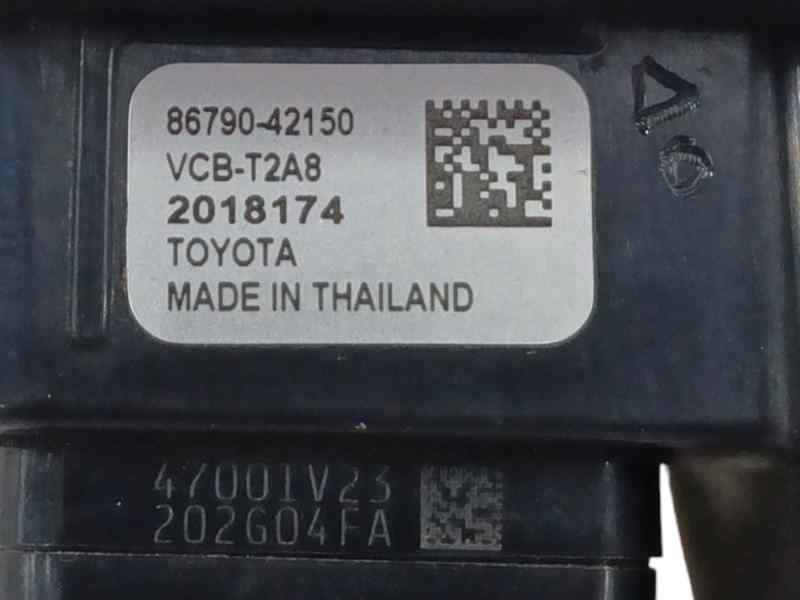 86790-42150
VCB-T2A8
2018174
TOYOTA
MADE IN THAILAND
47001V23
202G04FA